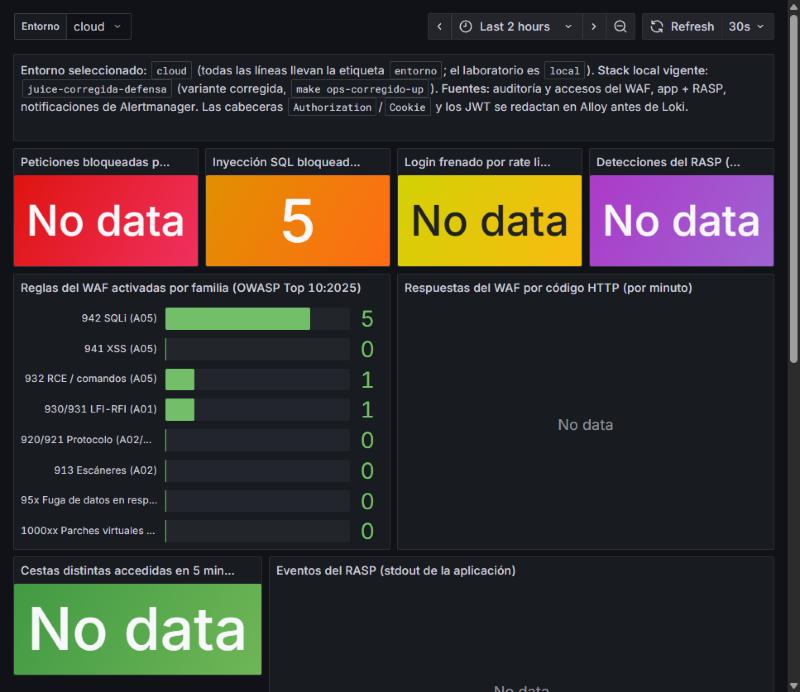 Entorno cloud Last 2 hours Refresh 30s
Entorno seleccionado: cloud (todas las líneas llevan la etiqueta entorno; el laboratorio es local). Stack local vigente:
juice-corregida-defensa (variante corregida, make ops-corregido-up). Fuentes: auditoría y accesos del WAF, app + RASP,
notificaciones de Alertmanager. Las cabeceras Authorization / Cookie y los JWT se redactan en Alloy antes de Loki.
Peticiones bloqueadas p...
No data
Inyección SQL bloquead...
5
Login frenado por rate li...
No data
Detecciones del RASP (...
No data
Reglas del WAF activadas por familia (OWASP Top 10:2025)
942 SQLi (A05) 5
941 XSS (A05) 0
932 RCE / comandos (A05) 1
930/931 LFI-RFI (A01) 1
920/921 Protocolo (A02/... 0
913 Escáneres (A02) 0
95x Fuga de datos en resp... 0
1000xx Parches virtuales ... 0
Respuestas del WAF por código HTTP (por minuto)
No data
Cestas distintas accedidas en 5 min...
No data
Eventos del RASP (stdout de la aplicación)
No data